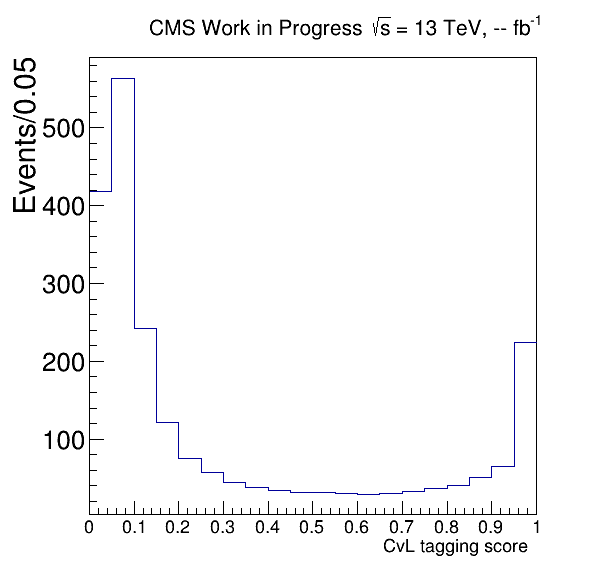 CMS Work in Progress √s = 13 TeV, -- fb-1
Events/0.05
500
400
300
200
100
0 0.1 0.2 0.3 0.4 0.5 0.6 0.7 0.8 0.9 1
CvL tagging score